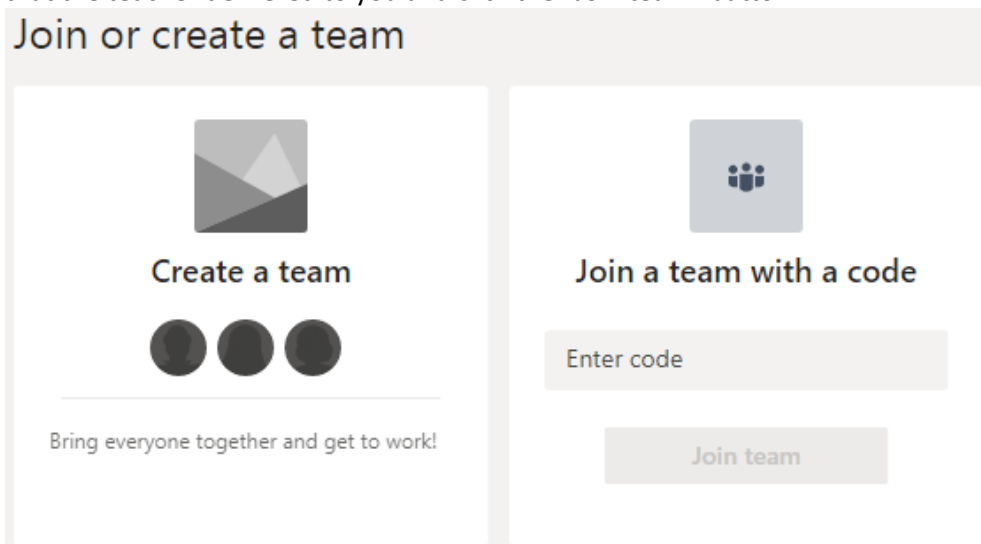 Join or create a team
Create a team
Bring everyone together and get to work!
Join a team with a code
Enter code
Join team